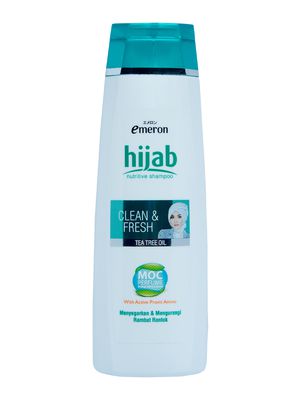 エメロン
emeron
hijab
nutritive shampoo
CLEAN &
FRESH
TEA TREE OIL
MOC
PERFUME
With Active Provit Amino
Menyegarkan & Mengurangi
Rambut Rontok